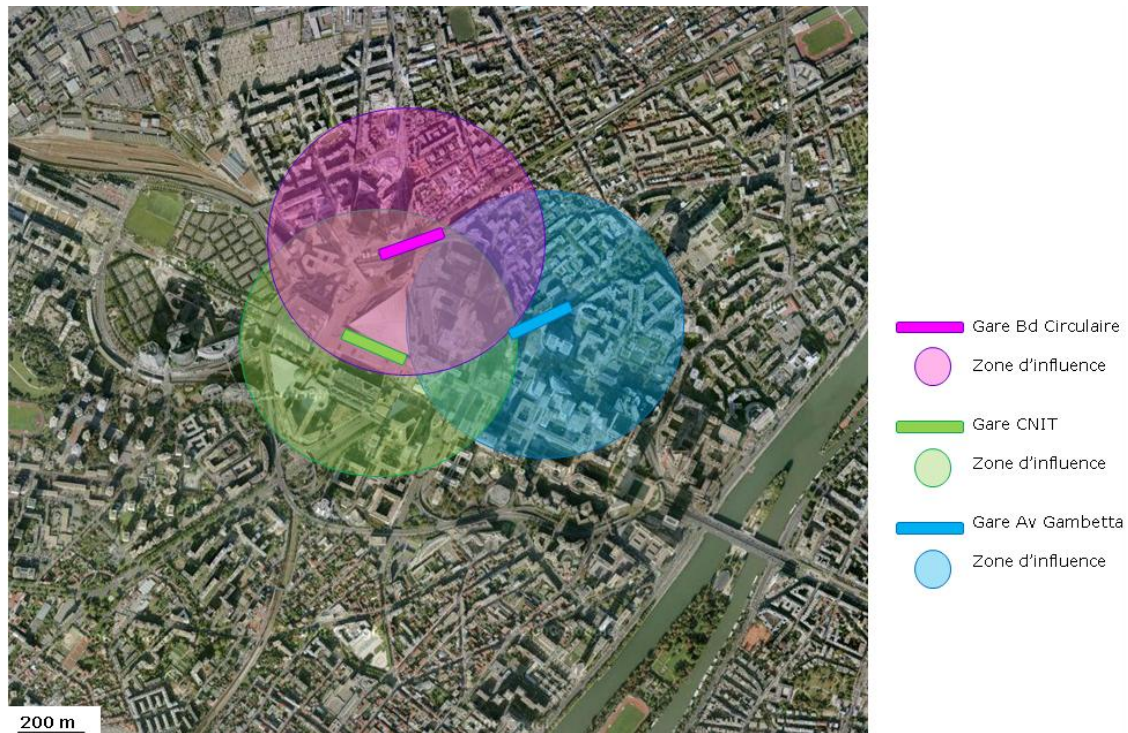 Gare Bd Circulaire
Zone d'influence
Gare CNIT
Zone d'influence
Gare Av Gambetta
Zone d'influence
200 m